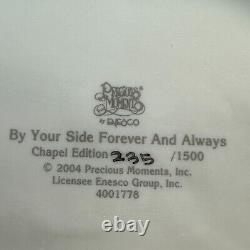 Precious
Moments
by ENESCO
By Your Side Forever And Always
Chapel Edition 235 /1500
© 2004 Precious Moments, Inc.
Licensee Enesco Group, Inc.
4001778
ebay